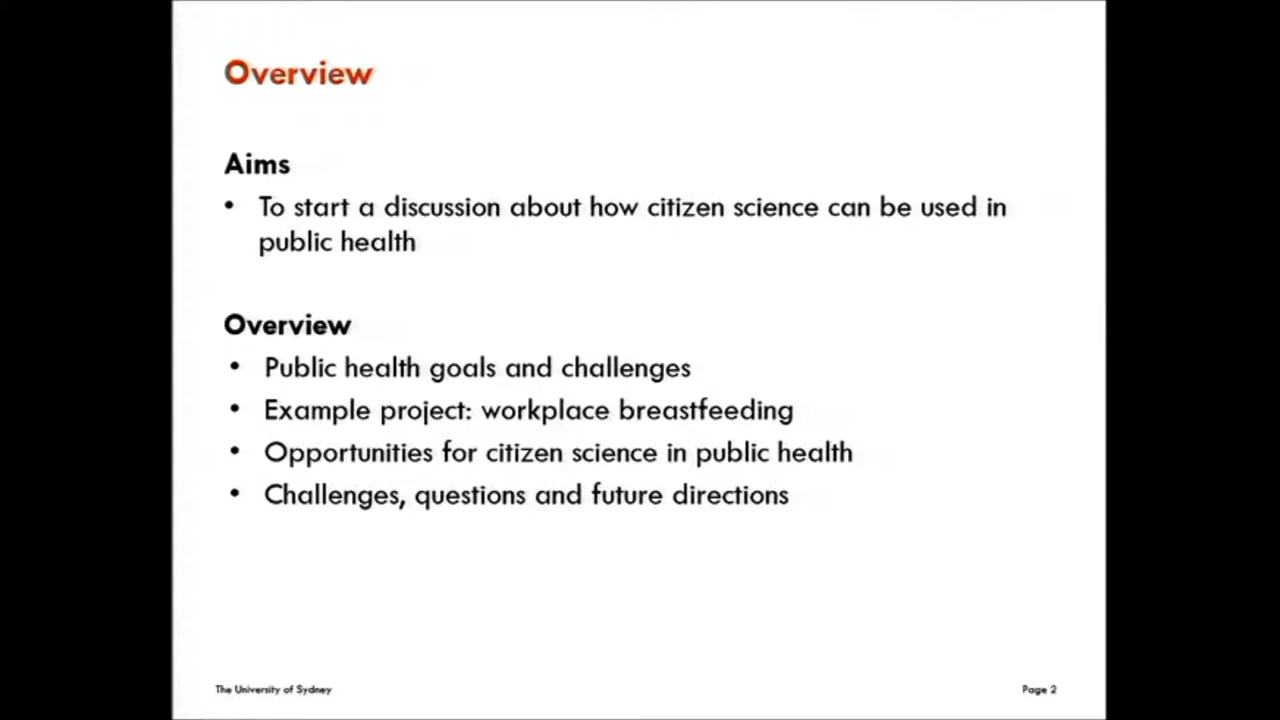 Overview
Aims
• To start a discussion about how citizen science can be used in
public health
Overview
• Public health goals and challenges
• Example project: workplace breastfeeding
• Opportunities for citizen science in public health
• Challenges, questions and future directions
The University of Sydney
Page 2